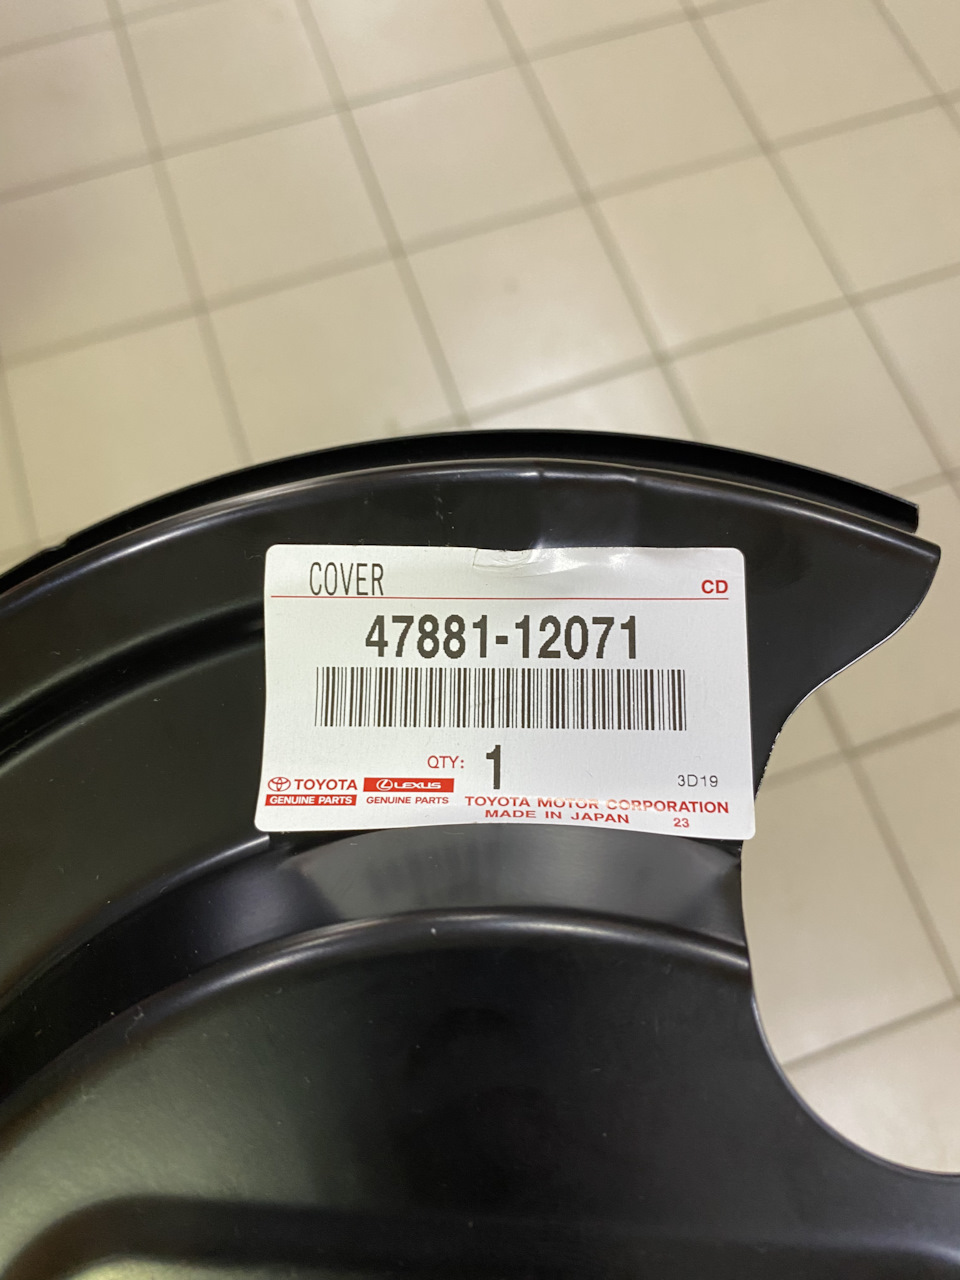 COVER CD
47881-12071
QTY: 1
TOYOTA LEXUS 3D19
GENUINE PARTS GENUINE PARTS TOYOTA MOTOR CORPORATION
MADE IN JAPAN 23